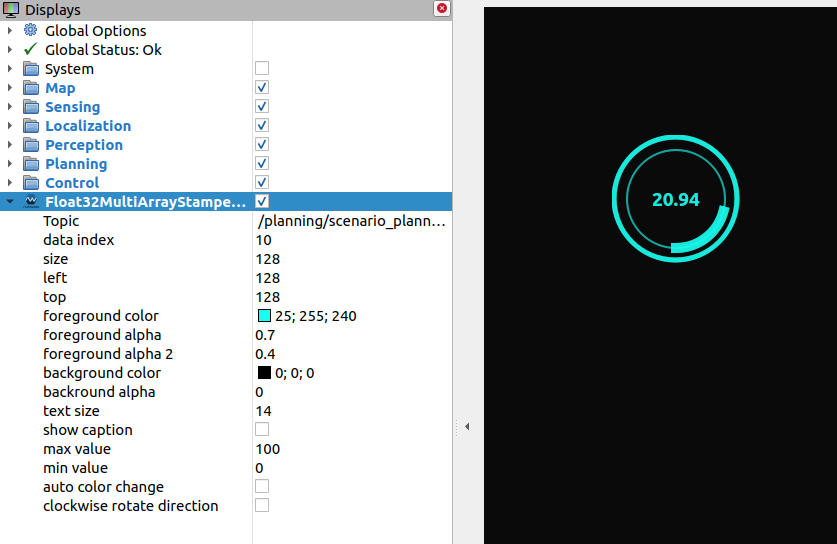 Displays
Global Options
Global Status: Ok
System
Map
Sensing
Localization
Perception
Planning
Control
Float32MultiArrayStampe...
Topic /planning/scenario_plann...
data index 10
size 128
left 128
top 128
foreground color 25; 255; 240
foreground alpha 0.7
foreground alpha 2 0.4
background color 0; 0; 0
backround alpha 0
text size 14
show caption
max value 100
min value 0
auto color change
clockwise rotate direction
20.94